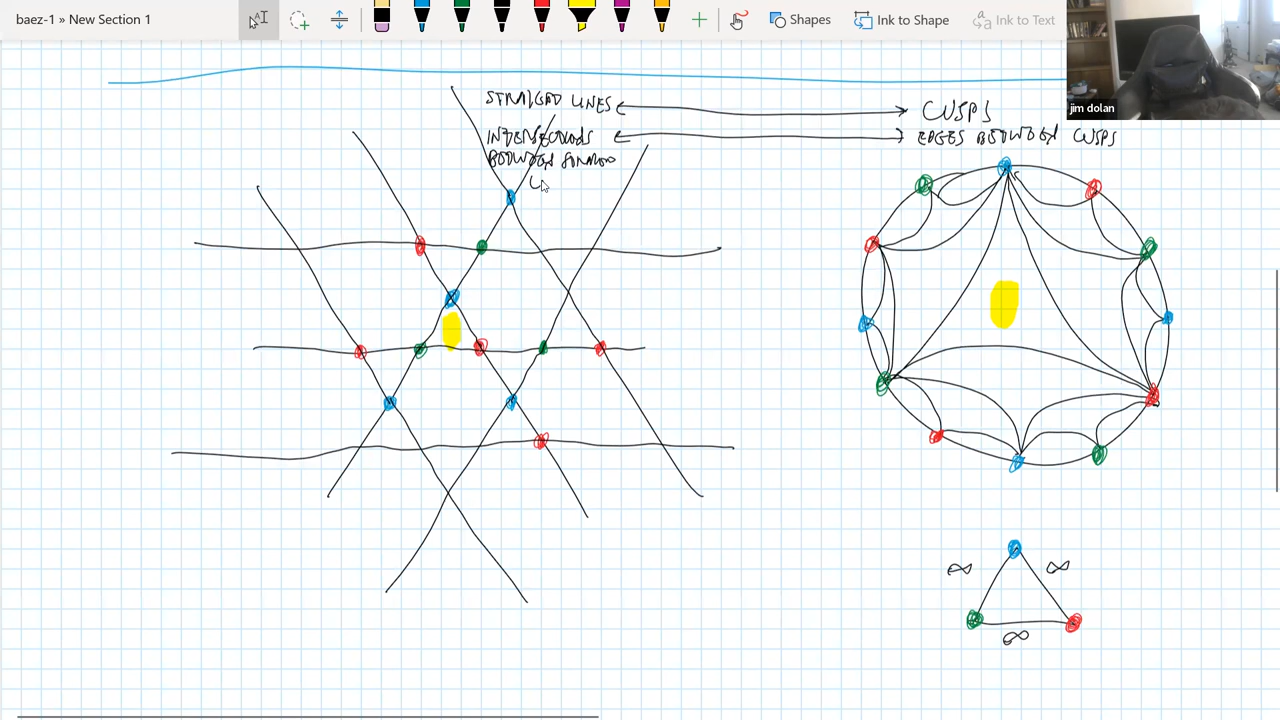 baez-1 » New Section 1
Shapes
Ink to Shape
Ink to Text
jim dolan
STRAIGHT LINES
CUSPS
INTERSECTIONS
EDGES BETWEEN CUSPS
BETWEEN
∞ ∞
∞